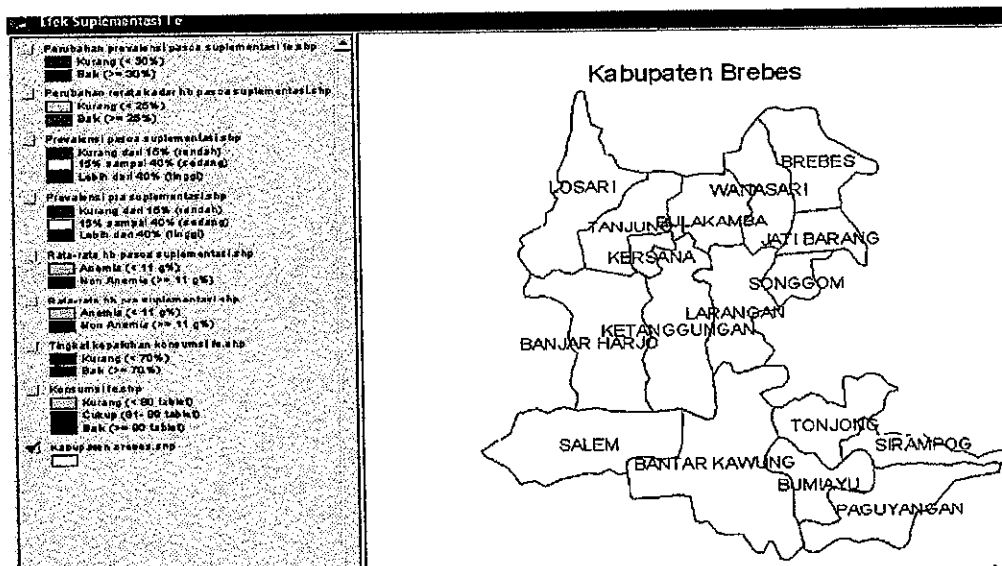 Efek Suplementasi Fe
Perubahan prevalensi pasca suplementasi fe.shp
Kurang (< 30%)
Baik (>= 30%)
Perubahan rerata kadar hb pasca suplementasi.shp
Kurang (< 25%)
Baik (>= 25%)
Prevalensi pasca suplementasi.shp
Kurang dari 15% (rendah)
15% sampai 40% (sedang)
Lebih dari 40% (tinggi)
Prevalensi pra suplementasi.shp
Kurang dari 15% (rendah)
15% sampai 40% (sedang)
Lebih dari 40% (tinggi)
Rata-rata hb pasca suplementasi.shp
Anemia (< 11 g%)
Non Anemia (>= 11 g%)
Rata-rata hb pra suplementasi.shp
Anemia (< 11 g%)
Non Anemia (>= 11 g%)
Tingkat kepatuhan konsumsi fe.shp
Kurang (< 70%)
Baik (>= 70%)
Konsumsi fe.shp
Kurang (< 80 tablet)
Cukup (81- 89 tablet)
Baik (>= 90 tablet)
Kabupaten brebes.shp
Kabupaten Brebes
BREBES
LOSARI
WANASARI
TANJUNG
BULAKAMBA
JATI BARANG
KERSANA
SONGGOM
LARANGAN
KETANGGUNGAN
BANJAR HARJO
TONJONG
SALEM
SIRAMPOG
BANTAR KAWUNG
BUMIAYU
PAGUYANGAN